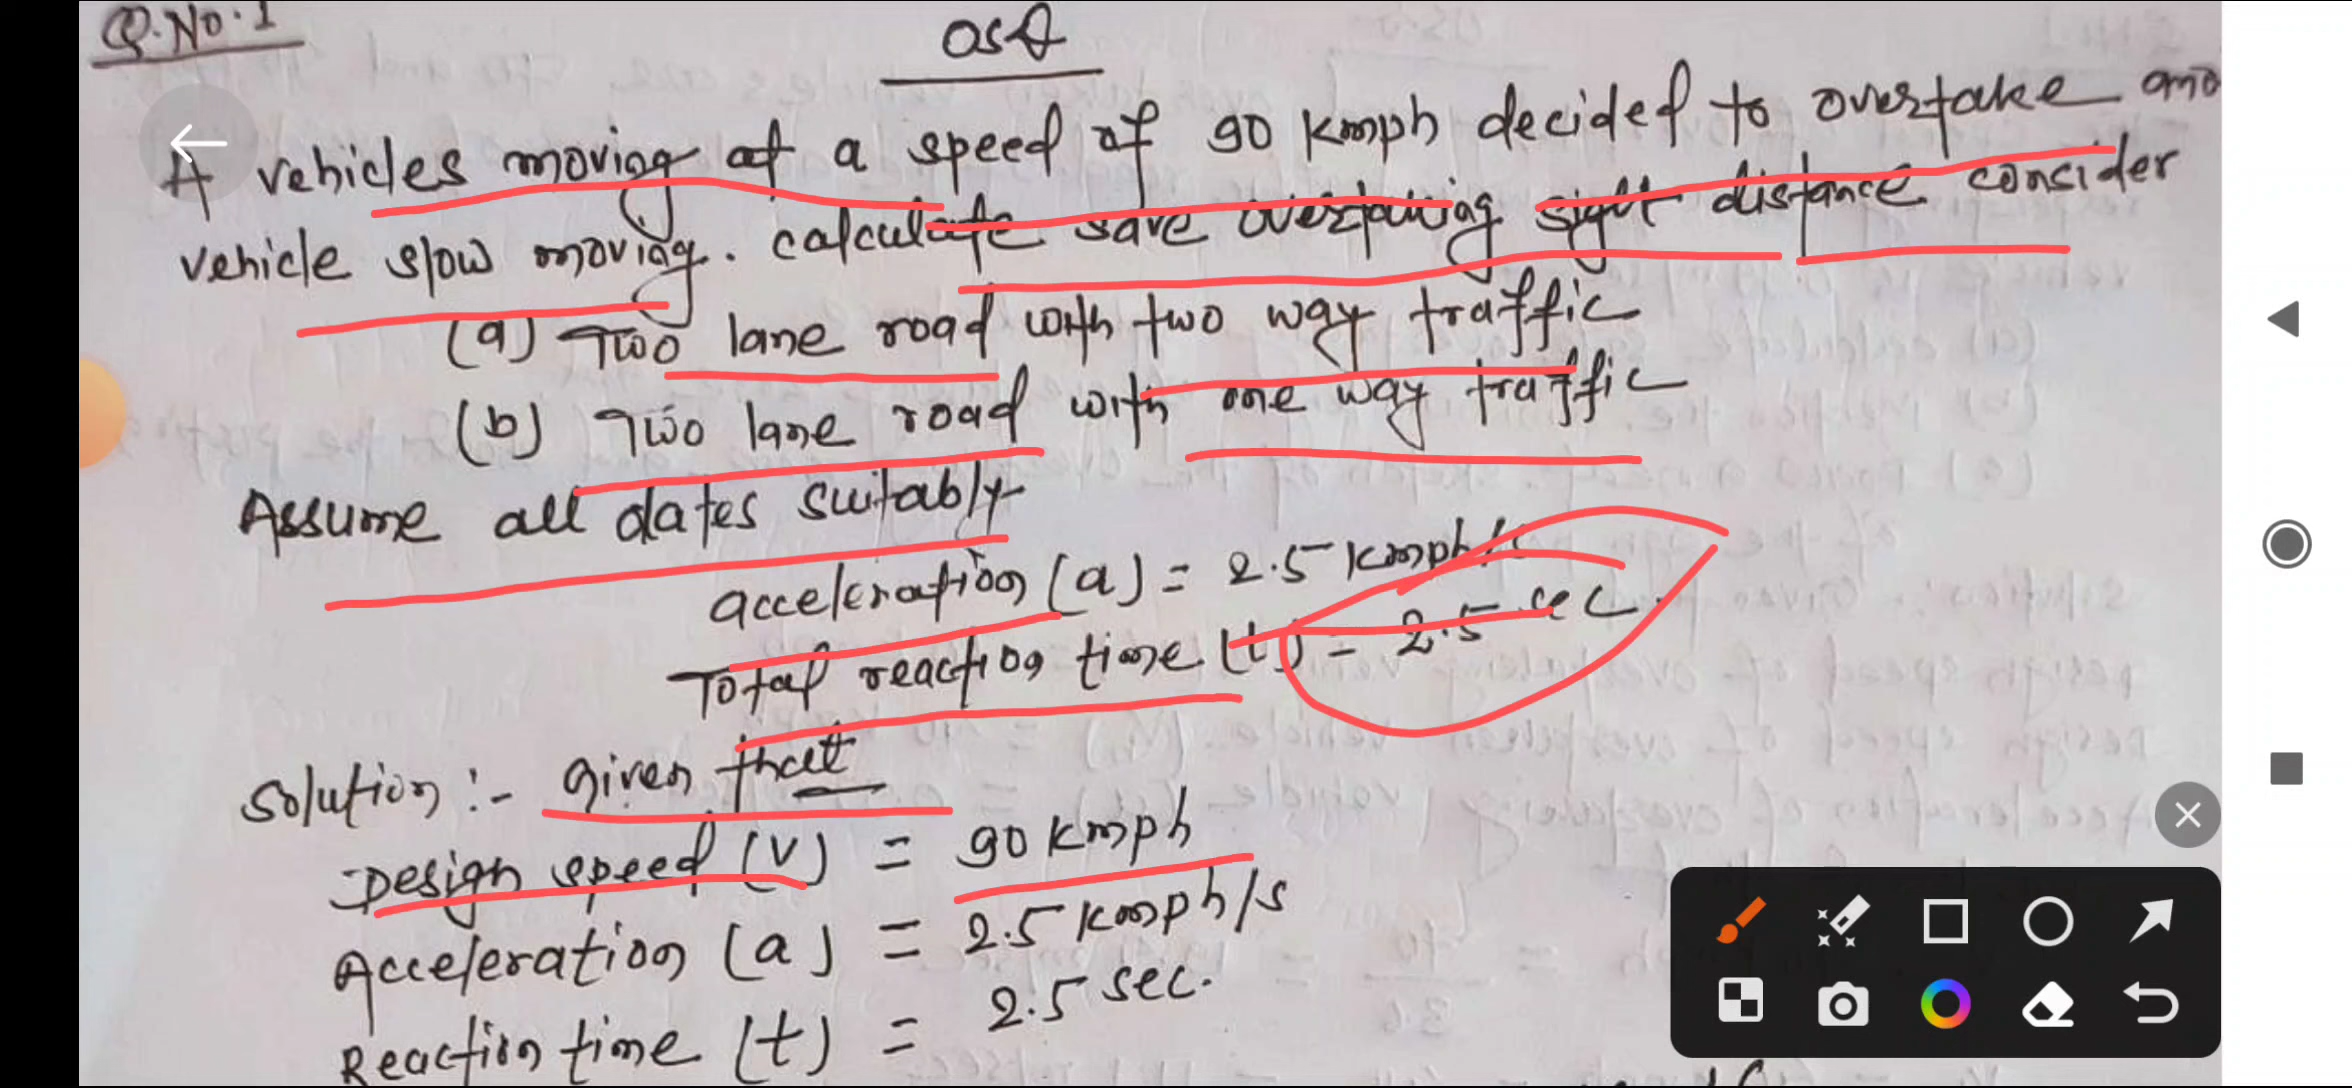 Q.No.1
OSD
A vehicles moving at a speed of 90 kmph decided to overtake
vehicle slow moving. calculate save overtaking sight distance consider
(a) Two lane road with two way traffic
(b) Two lane road with one way traffic
Assume all dates suitably
acceleration (a) = 2.5 kmph/s
Total reaction time (t) = 2.5 sec.
Solution :- given that
Design speed (V) = 90 kmph
Acceleration (a) = 2.5 kmph/s
Reaction time (t) = 2.5 sec.